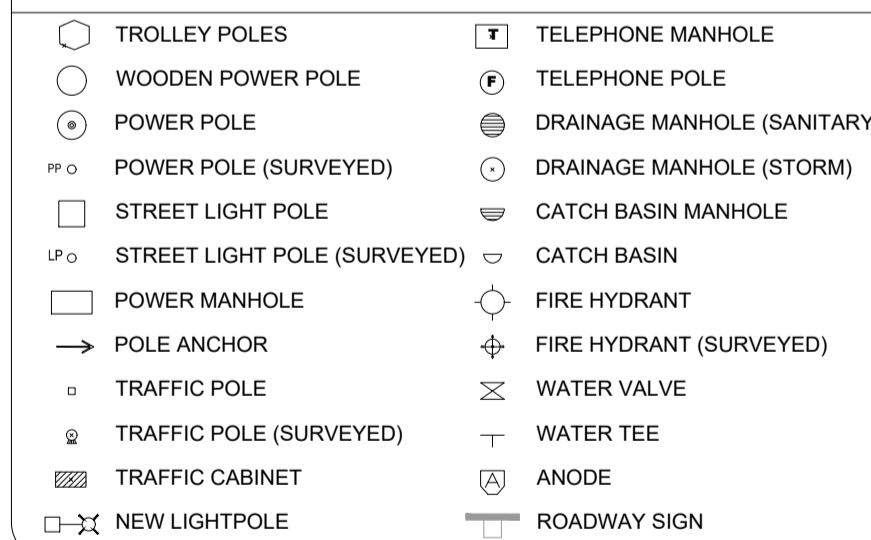 TROLLEY POLES
WOODEN POWER POLE
POWER POLE
PP POWER POLE (SURVEYED)
STREET LIGHT POLE
LP STREET LIGHT POLE (SURVEYED)
POWER MANHOLE
POLE ANCHOR
TRAFFIC POLE
TRAFFIC POLE (SURVEYED)
TRAFFIC CABINET
NEW LIGHTPOLE
T TELEPHONE MANHOLE
F TELEPHONE POLE
DRAINAGE MANHOLE (SANITARY
DRAINAGE MANHOLE (STORM)
CATCH BASIN MANHOLE
CATCH BASIN
FIRE HYDRANT
FIRE HYDRANT (SURVEYED)
WATER VALVE
WATER TEE
A ANODE
ROADWAY SIGN